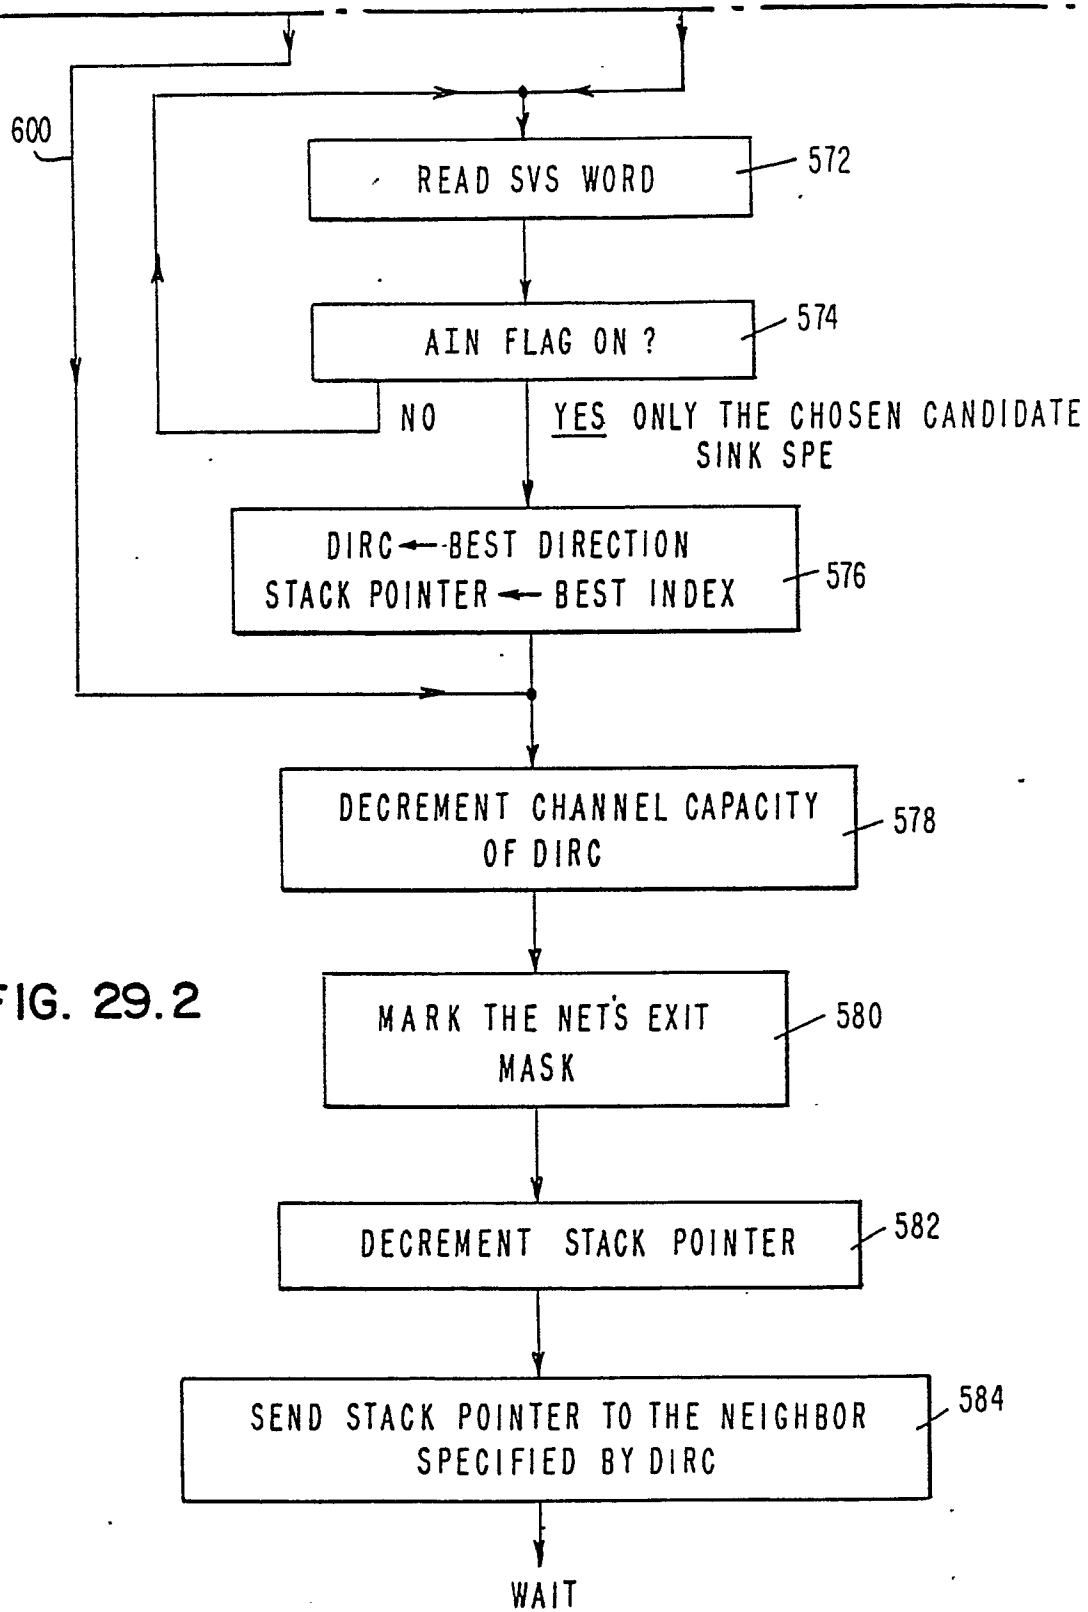 600
READ SVS WORD
572
AIN FLAG ON ?
574
NO
YES ONLY THE CHOSEN CANDIDATE
SINK SPE
DIRC ← BEST DIRECTION
STACK POINTER ← BEST INDEX
576
DECREMENT CHANNEL CAPACITY
OF DIRC
578
FIG. 29.2
MARK THE NET'S EXIT
MASK
580
DECREMENT STACK POINTER
582
SEND STACK POINTER TO THE NEIGHBOR
SPECIFIED BY DIRC
584
WAIT